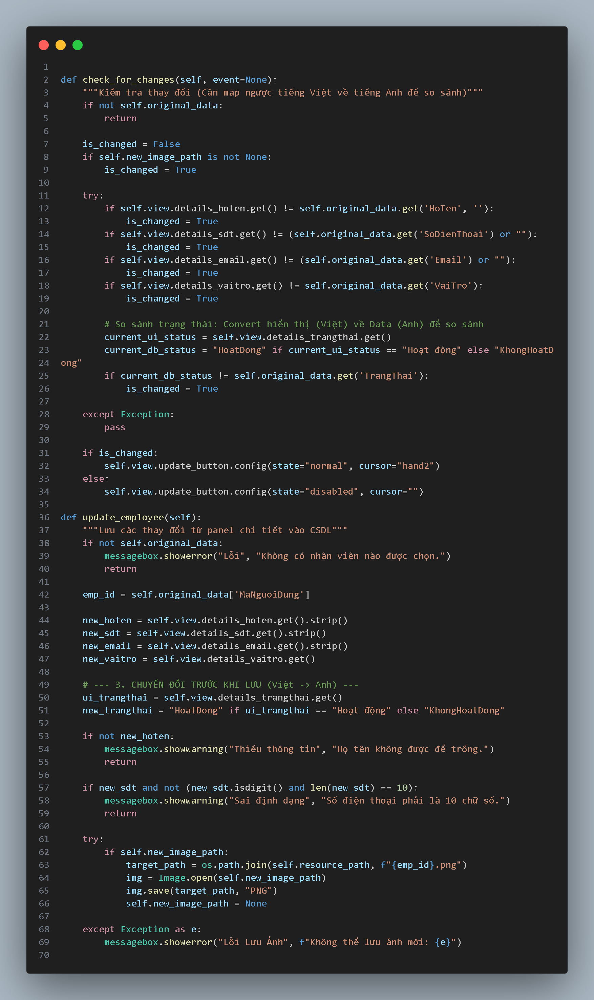 1
2 def check_for_changes(self, event=None):
3     """Kiểm tra thay đổi (Cần map ngược tiếng Việt về tiếng Anh để so sánh)"""
4     if not self.original_data:
5         return
6
7     is_changed = False
8     if self.new_image_path is not None:
9         is_changed = True
10
11     try:
12         if self.view.details_hoten.get() != self.original_data.get('HoTen', ''):
13             is_changed = True
14         if self.view.details_sdt.get() != (self.original_data.get('SoDienThoai') or ""):
15             is_changed = True
16         if self.view.details_email.get() != (self.original_data.get('Email') or ""):
17             is_changed = True
18         if self.view.details_vaitro.get() != self.original_data.get('VaiTro'):
19             is_changed = True
20
21         # So sánh trạng thái: Convert hiển thị (Việt) về Data (Anh) để so sánh
22         current_ui_status = self.view.details_trangthai.get()
23         current_db_status = "HoatDong" if current_ui_status == "Hoạt động" else "KhongHoatD
24 ong"
25         if current_db_status != self.original_data.get('TrangThai'):
26             is_changed = True
27
28     except Exception:
29         pass
30
31     if is_changed:
32         self.view.update_button.config(state="normal", cursor="hand2")
33     else:
34         self.view.update_button.config(state="disabled", cursor="")
35
36 def update_employee(self):
37     """Lưu các thay đổi từ panel chi tiết vào CSDL"""
38     if not self.original_data:
39         messagebox.showerror("Lỗi", "Không có nhân viên nào được chọn.")
40         return
41
42     emp_id = self.original_data['MaNguoiDung']
43
44     new_hoten = self.view.details_hoten.get().strip()
45     new_sdt = self.view.details_sdt.get().strip()
46     new_email = self.view.details_email.get().strip()
47     new_vaitro = self.view.details_vaitro.get()
48
49     # --- 3. CHUYỂN ĐỔI TRƯỚC KHI LƯU (Việt -> Anh) ---
50     ui_trangthai = self.view.details_trangthai.get()
51     new_trangthai = "HoatDong" if ui_trangthai == "Hoạt động" else "KhongHoatDong"
52
53     if not new_hoten:
54         messagebox.showwarning("Thiếu thông tin", "Họ tên không được để trống.")
55         return
56
57     if new_sdt and not (new_sdt.isdigit() and len(new_sdt) == 10):
58         messagebox.showwarning("Sai định dạng", "Số điện thoại phải là 10 chữ số.")
59         return
60
61     try:
62         if self.new_image_path:
63             target_path = os.path.join(self.resource_path, f"{emp_id}.png")
64             img = Image.open(self.new_image_path)
65             img.save(target_path, "PNG")
66             self.new_image_path = None
67
68     except Exception as e:
69         messagebox.showerror("Lỗi Lưu Ảnh", f"Không thể lưu ảnh mới: {e}")
70